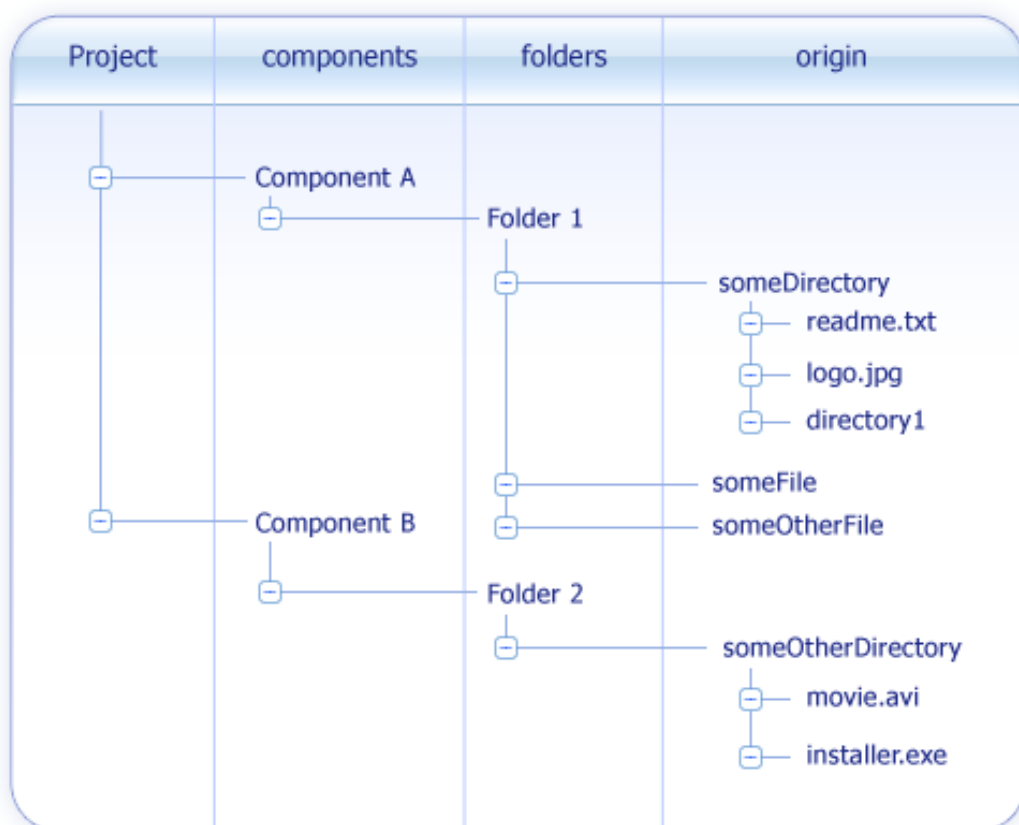 Project components folders origin
Component A
Folder 1
someDirectory
readme.txt
logo.jpg
directory1
someFile
Component B
someOtherFile
Folder 2
someOtherDirectory
movie.avi
installer.exe